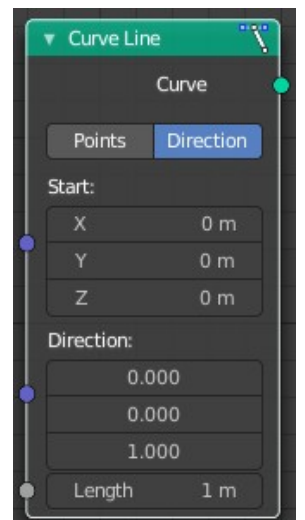 Curve Line
Curve
Points Direction
Start:
X 0 m
Y 0 m
Z 0 m
Direction:
0.000
0.000
1.000
Length 1 m